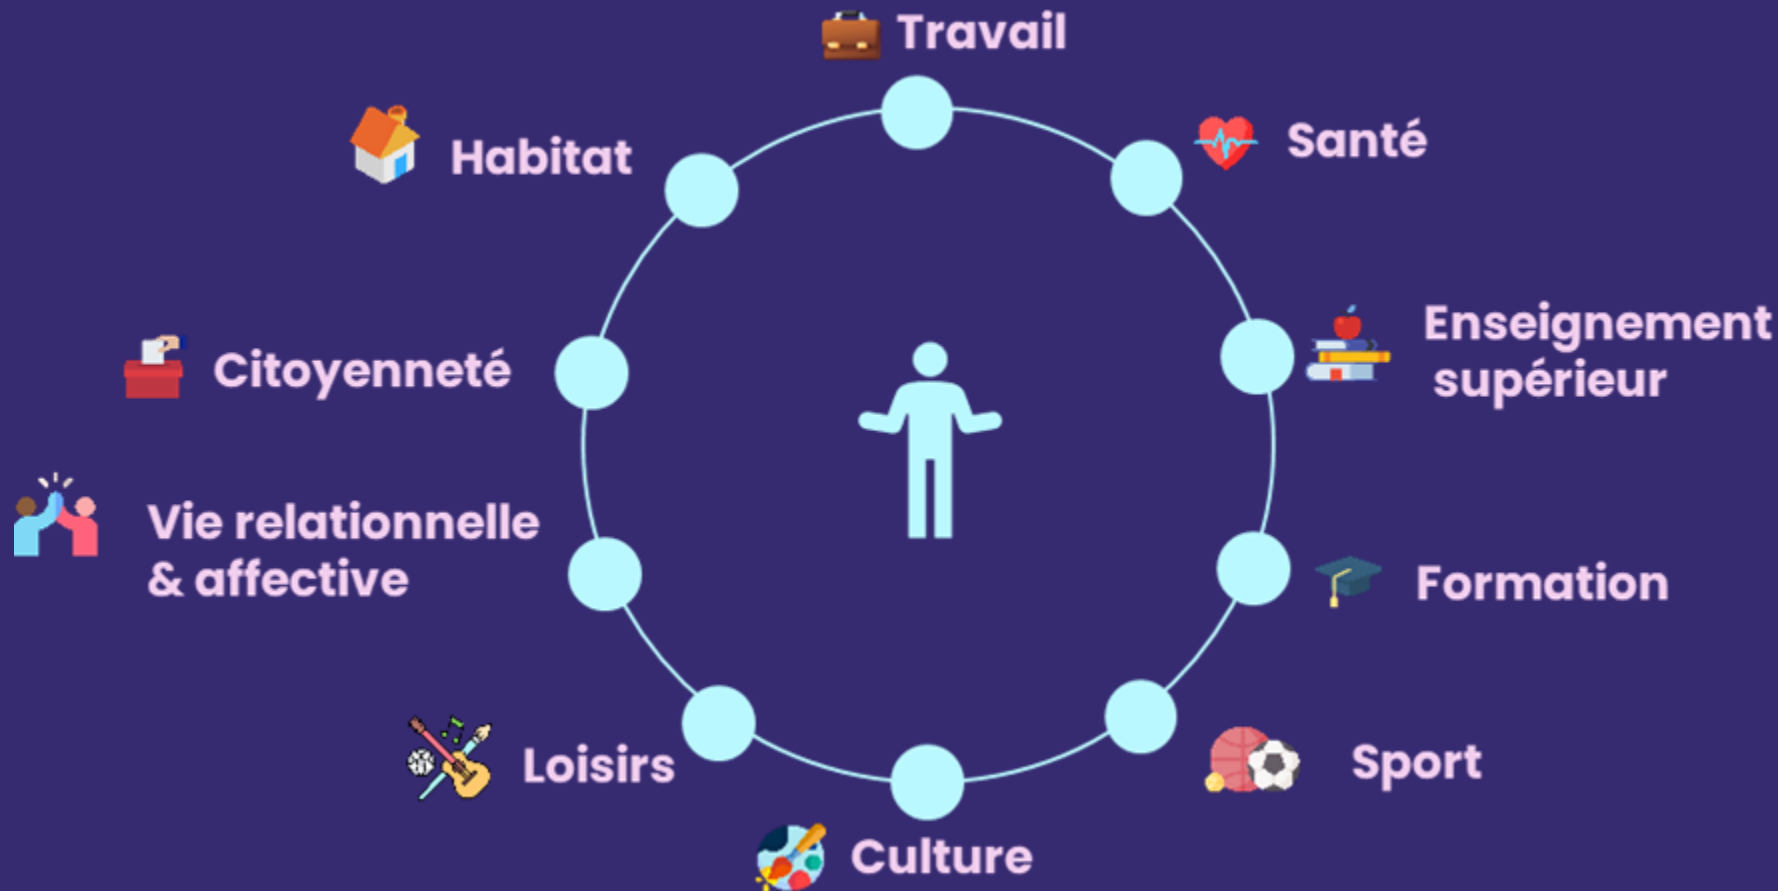 Travail
Santé
Habitat
Enseignement
supérieur
Citoyenneté
Vie relationnelle
& affective
Formation
Loisirs
Sport
Culture